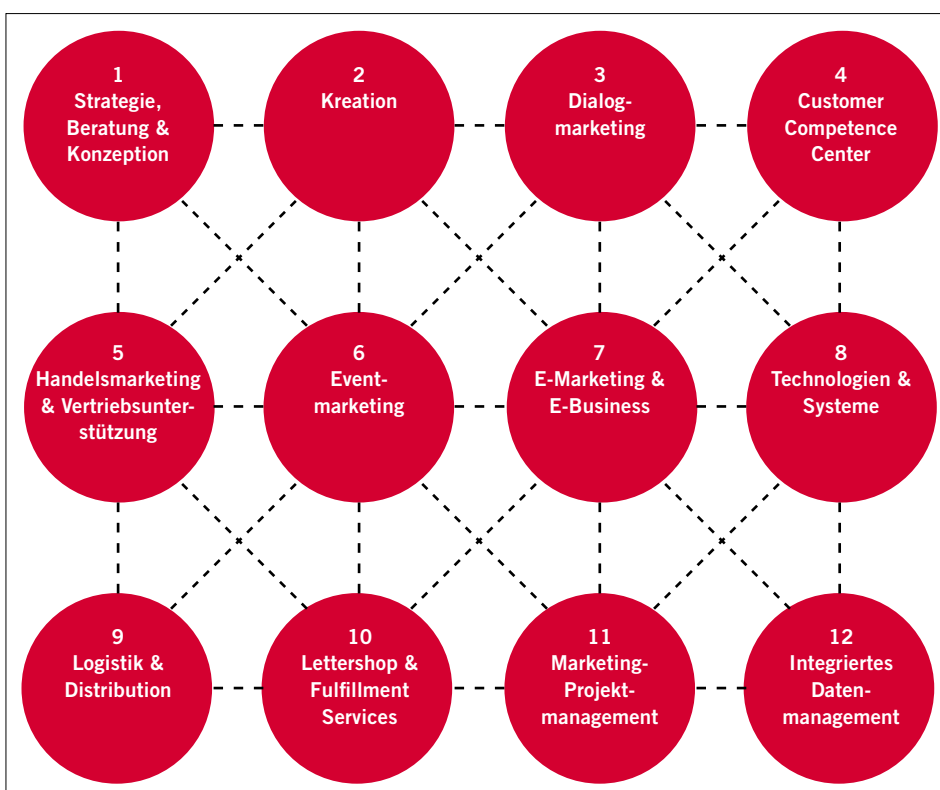 1
Strategie,
Beratung &
Konzeption
2
Kreation
3
Dialog-
marketing
4
Customer
Competence
Center
5
Handelsmarketing
& Vertriebsunter-
stützung
6
Event-
marketing
7
E-Marketing &
E-Business
8
Technologien &
Systeme
9
Logistik &
Distribution
10
Lettershop &
Fulfillment
Services
11
Marketing-
Projekt-
management
12
Integriertes
Daten-
management